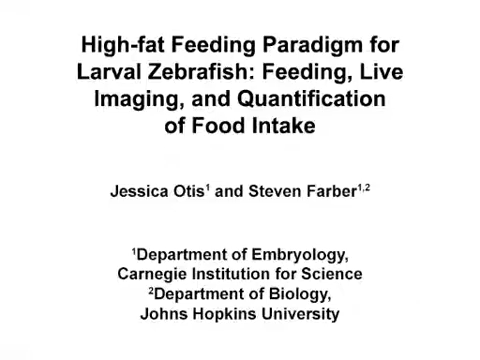 High-fat Feeding Paradigm for
Larval Zebrafish: Feeding, Live
Imaging, and Quantification
of Food Intake
Jessica Otis¹ and Steven Farber¹,²
¹Department of Embryology,
Carnegie Institution for Science
²Department of Biology,
Johns Hopkins University